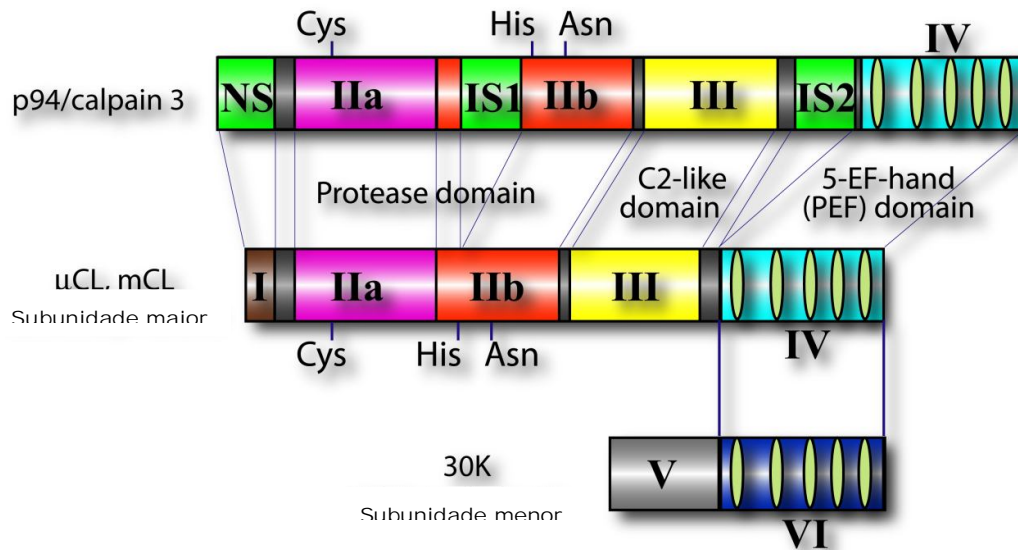 Cys
His Asn
IV
p94/calpain 3
NS IIa IS1 IIb III IS2
Protease domain
C2-like
domain
5-EF-hand
(PEF) domain
µCL, mCL
Subunidade maior
I IIa IIb III
IV
Cys His Asn
30K
Subunidade menor
V
VI